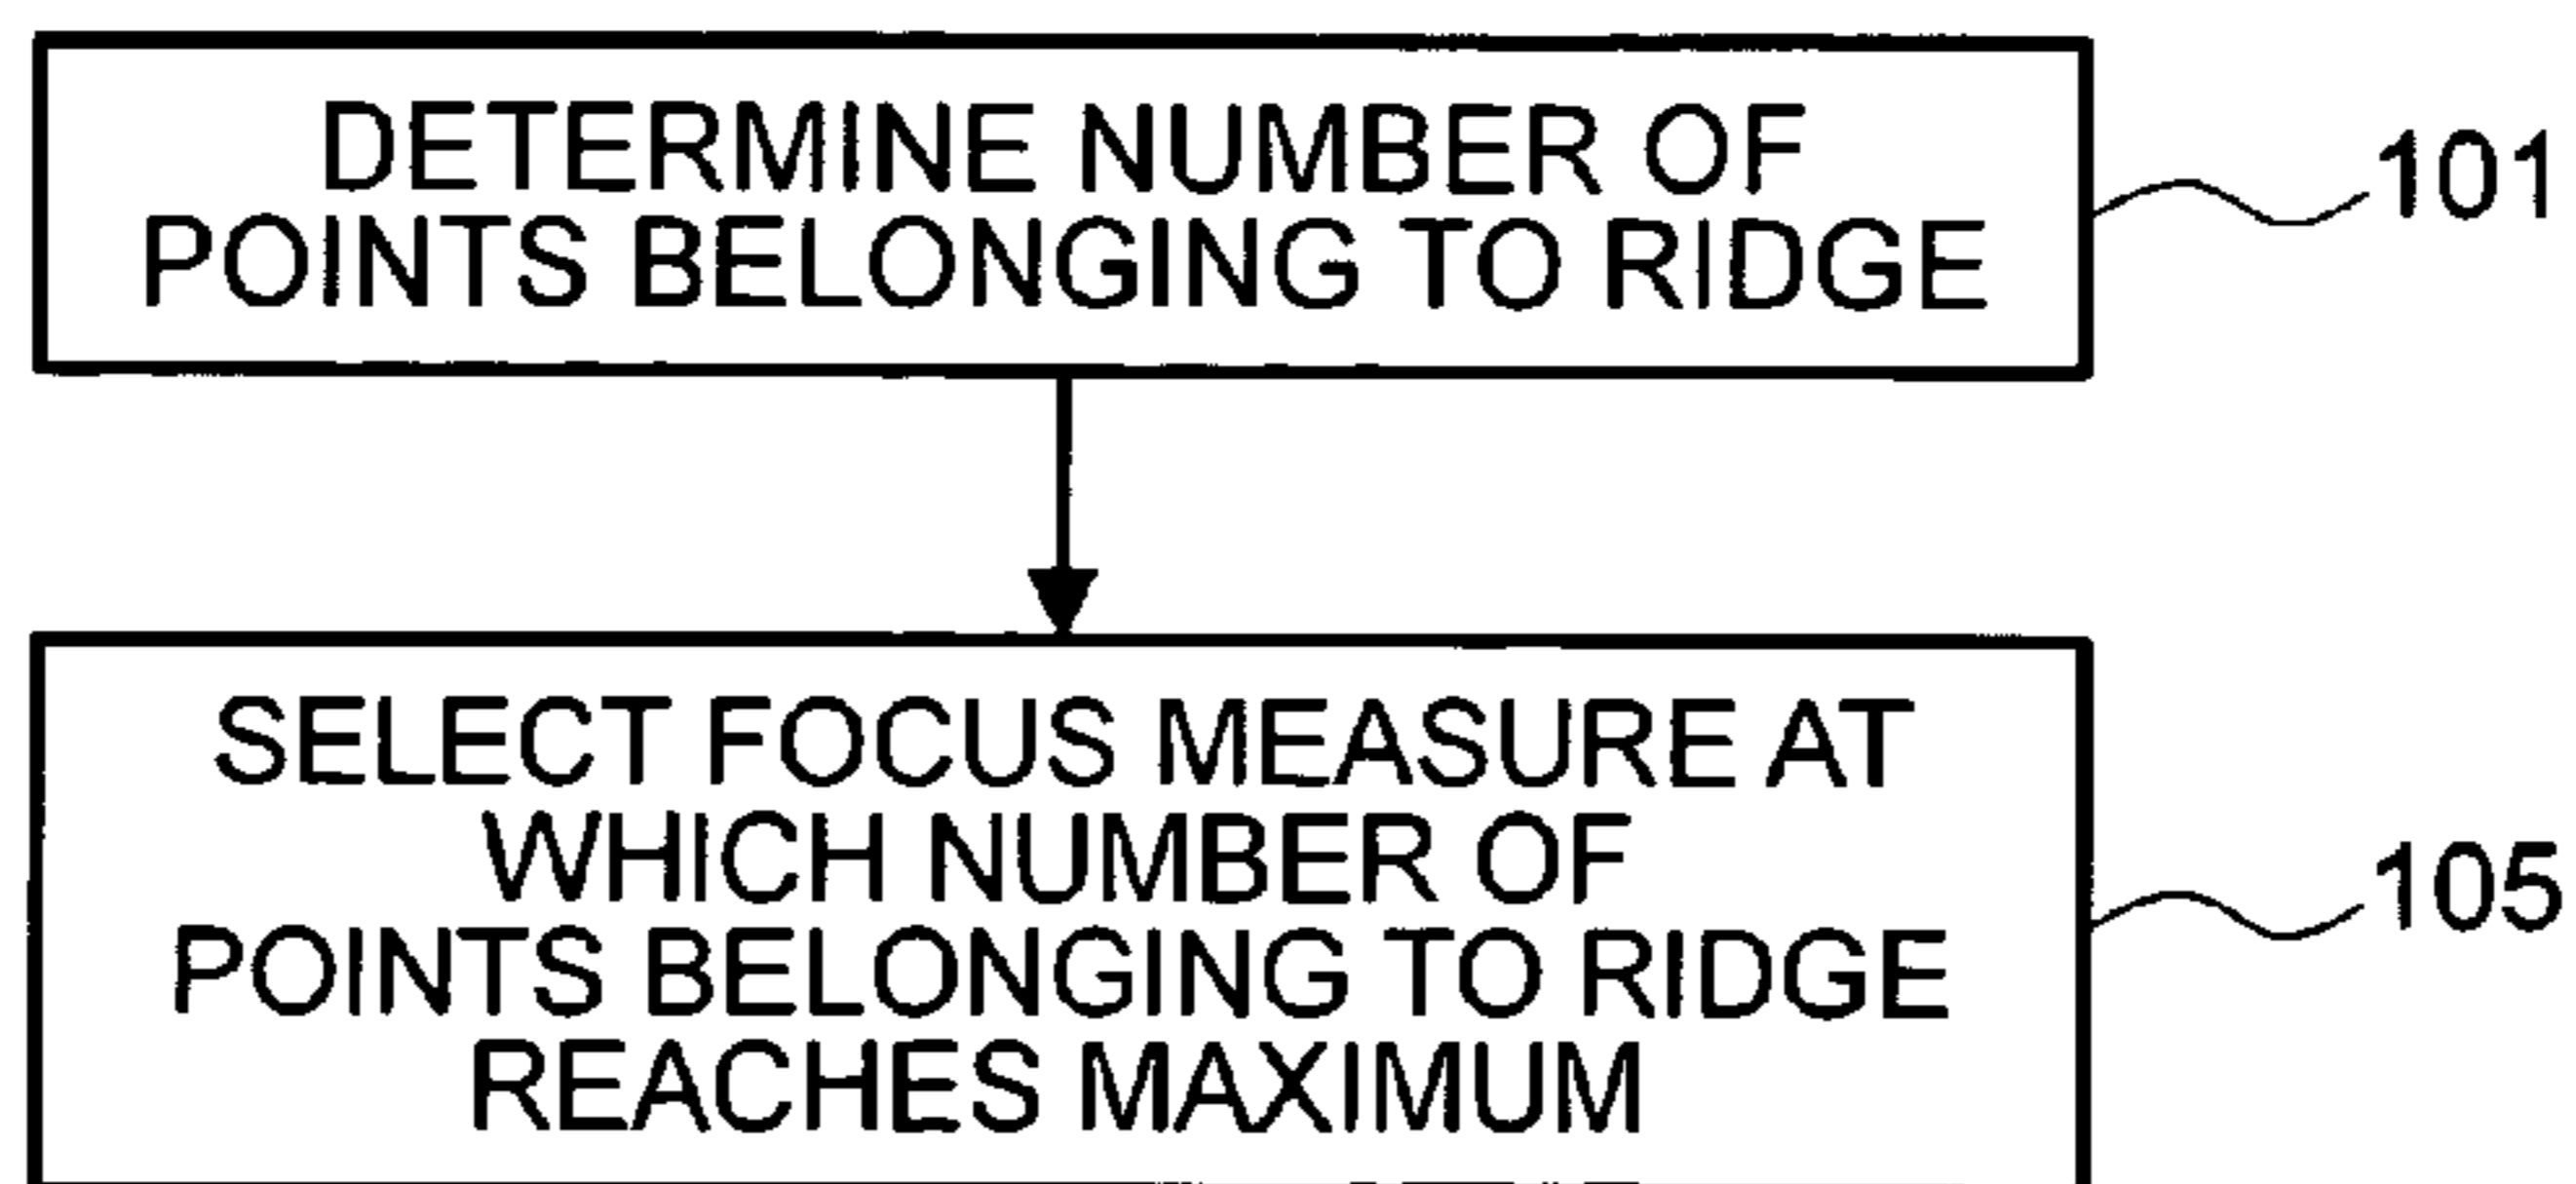 DETERMINE NUMBER OF
POINTS BELONGING TO RIDGE
101
SELECT FOCUS MEASURE AT
WHICH NUMBER OF
POINTS BELONGING TO RIDGE
REACHES MAXIMUM
105